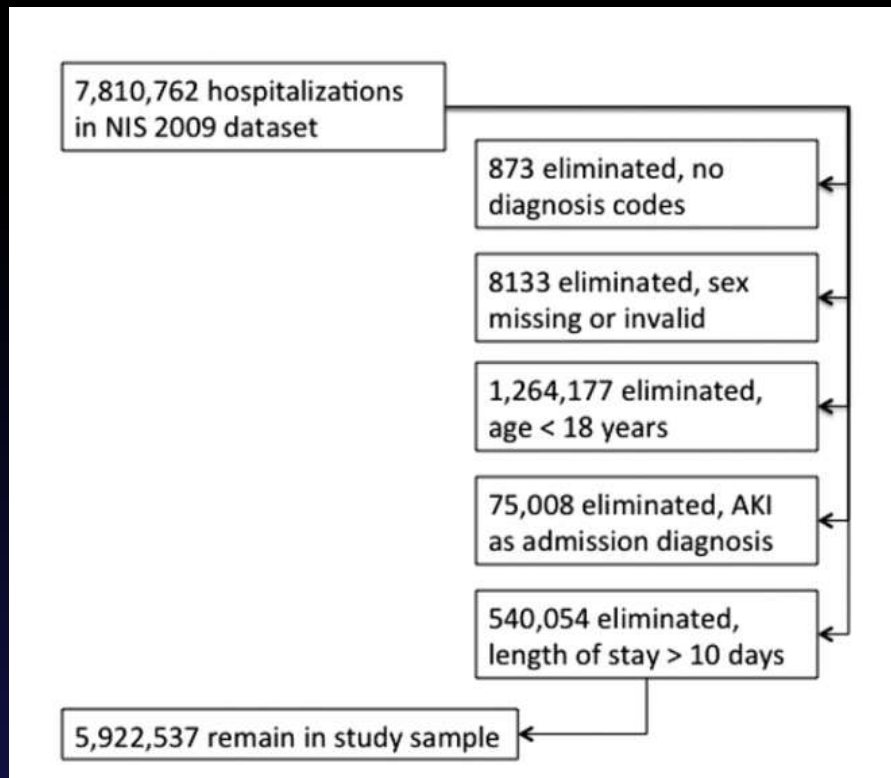 7,810,762 hospitalizations
in NIS 2009 dataset
873 eliminated, no
diagnosis codes
8133 eliminated, sex
missing or invalid
1,264,177 eliminated,
age < 18 years
75,008 eliminated, AKI
as admission diagnosis
540,054 eliminated,
length of stay > 10 days
5,922,537 remain in study sample